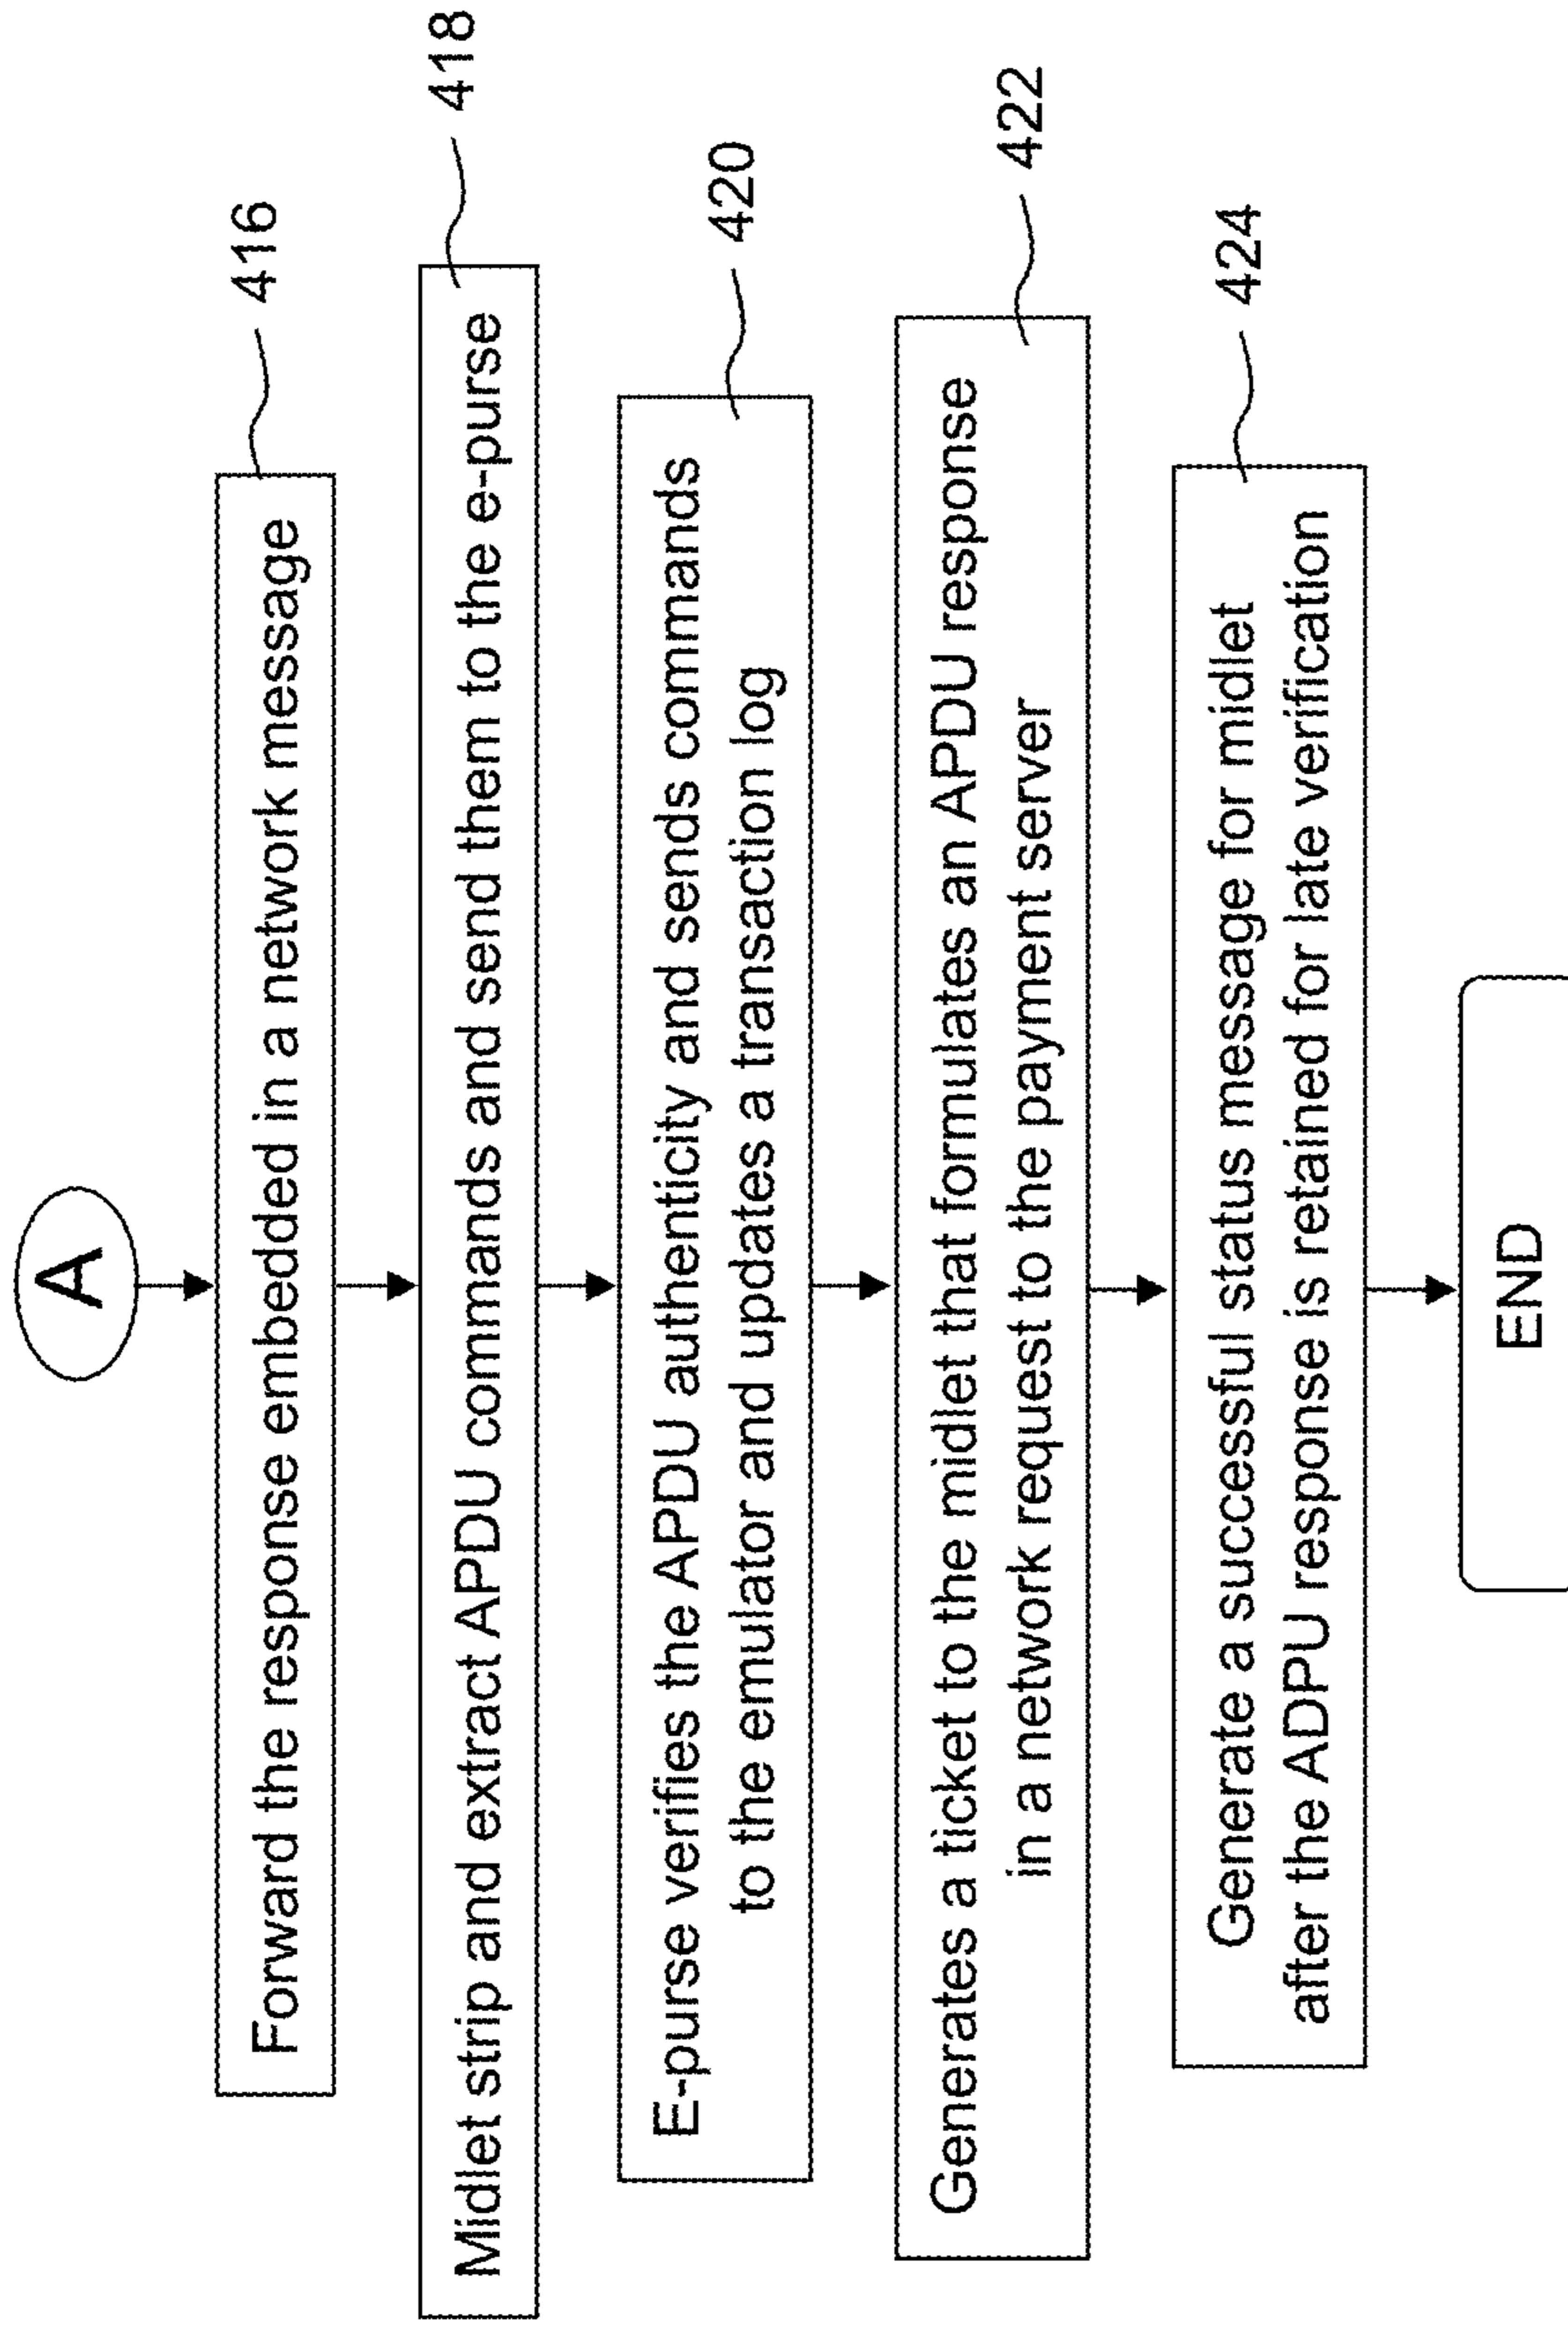 A
Forward the response embedded in a network message
416
Midlet strip and extract APDU commands and send them to the e-purse
418
E-purse verifies the APDU authenticity and sends commands
to the emulator and updates a transaction log
420
Generates a ticket to the midlet that formulates an APDU response
in a network request to the payment server
422
Generate a successful status message for midlet
after the ADPU response is retained for late verification
424
END